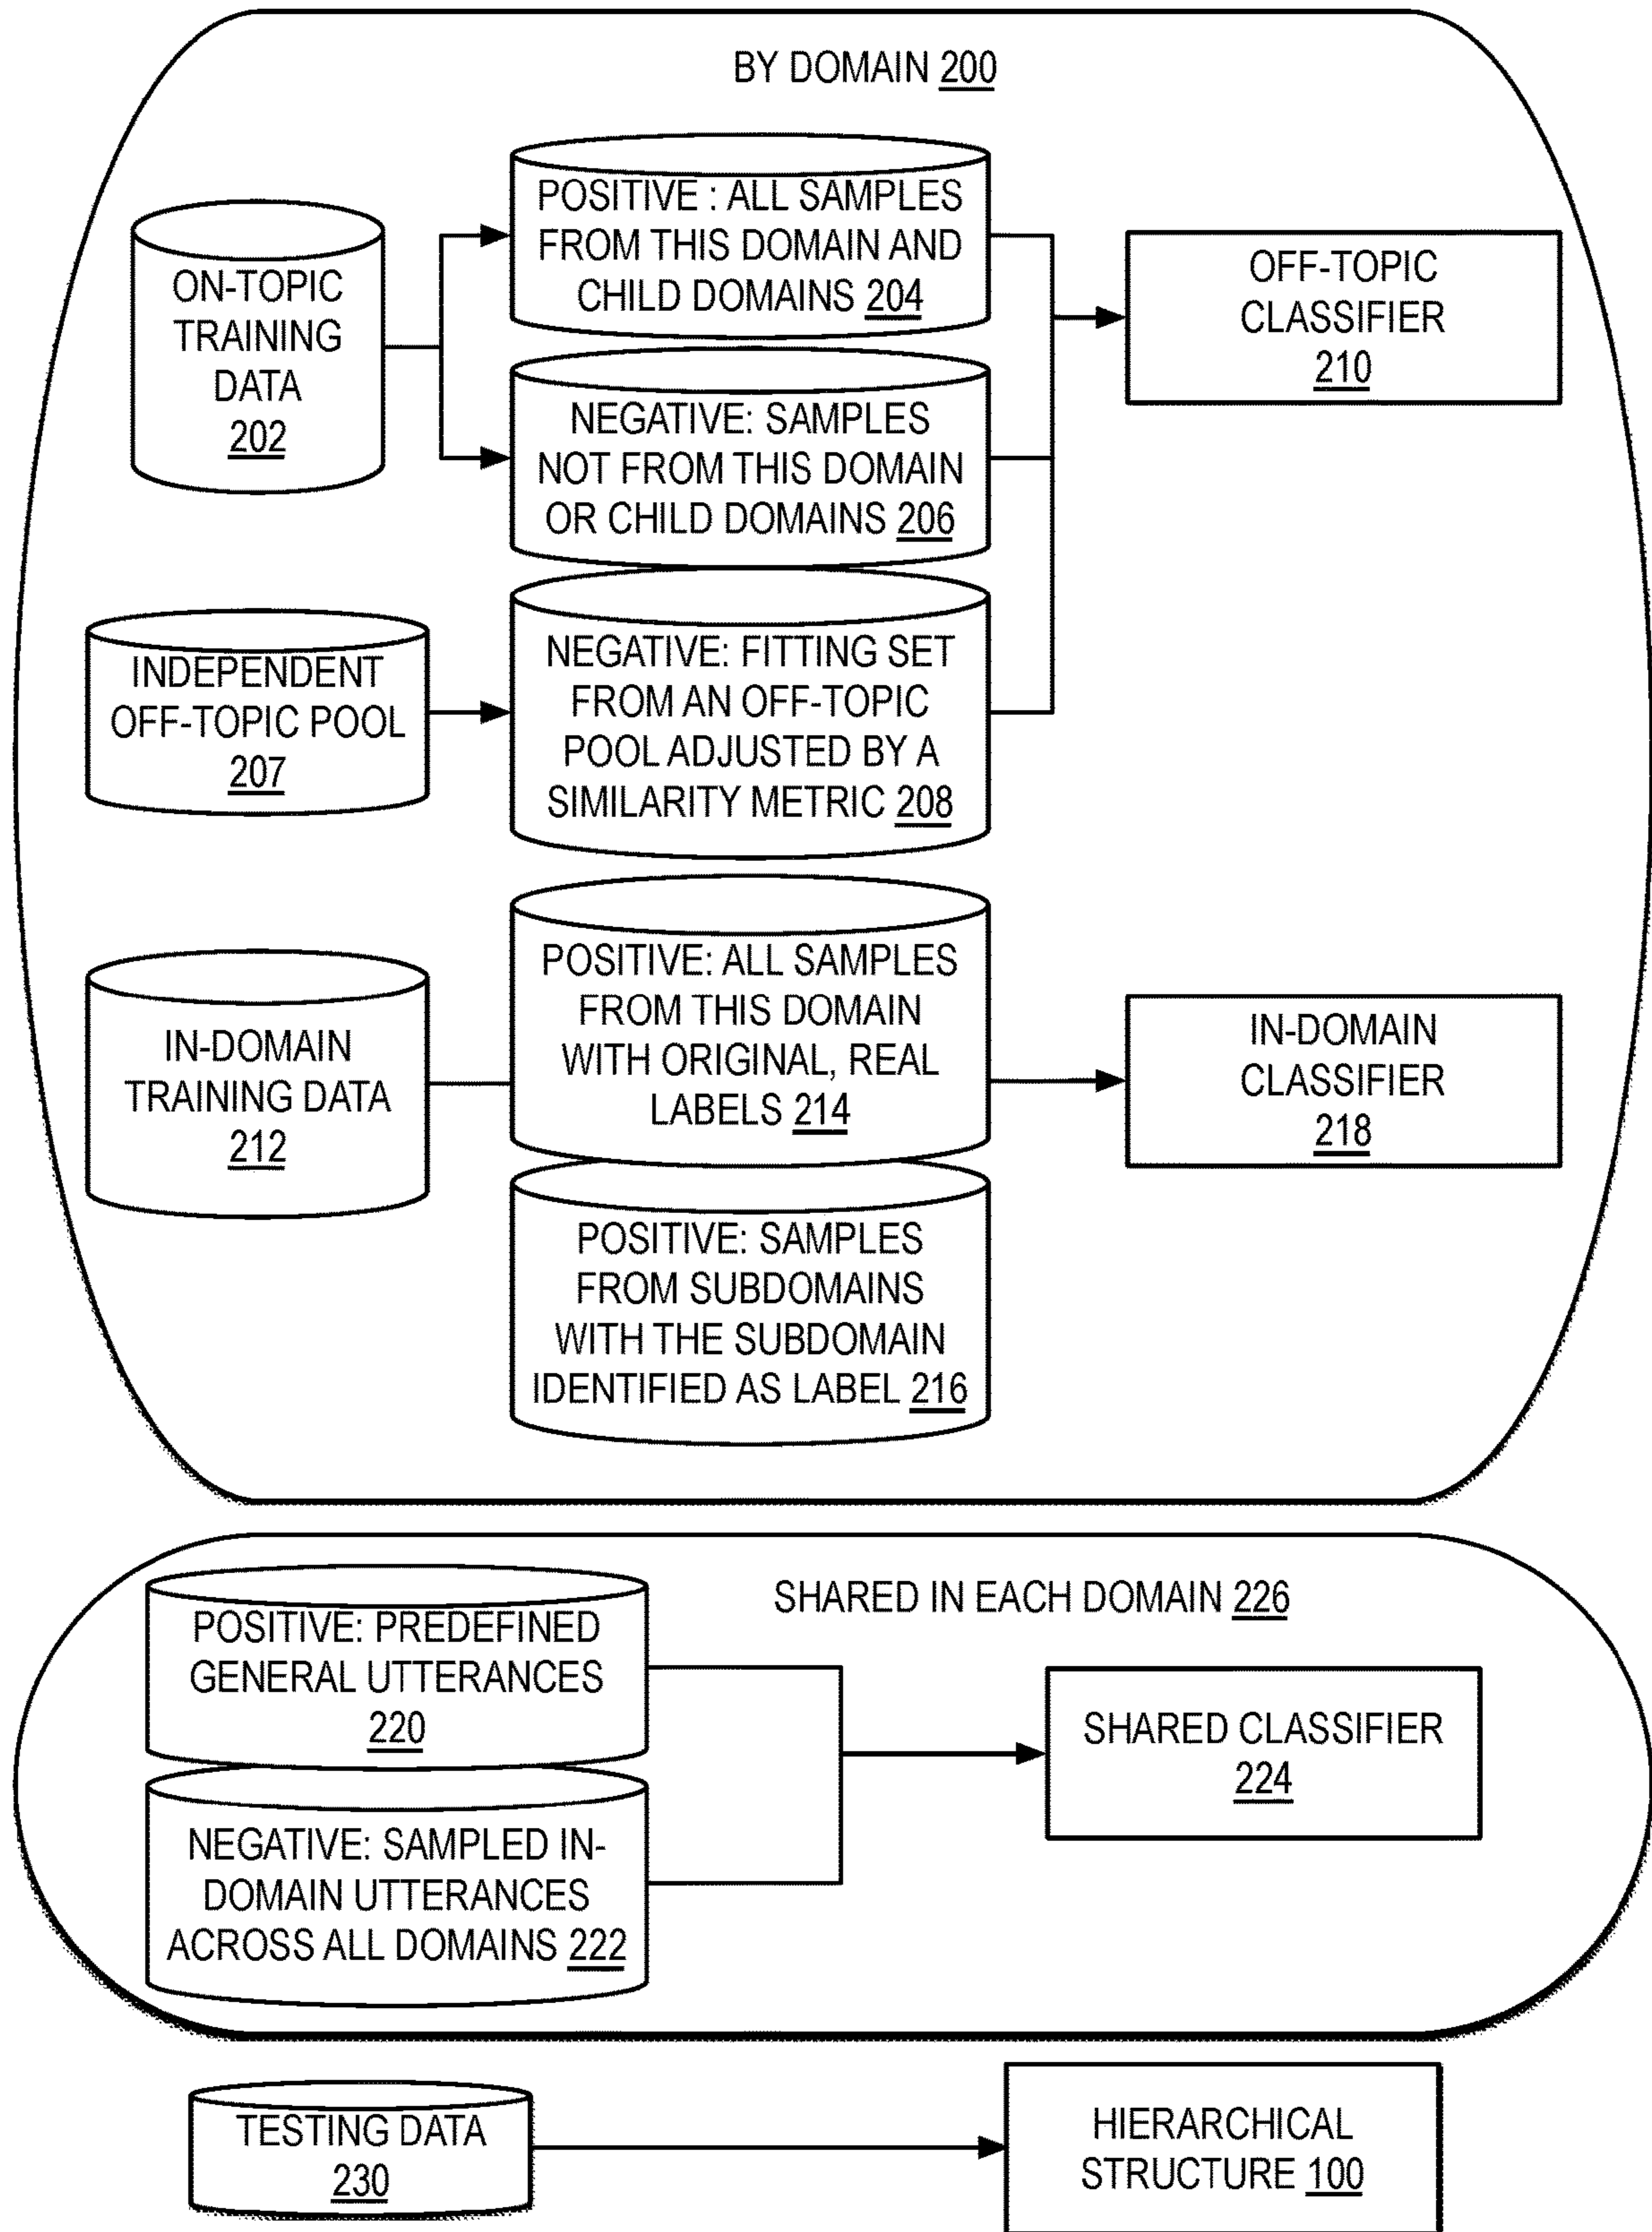 BY DOMAIN 200
ON-TOPIC
TRAINING
DATA
202
POSITIVE : ALL SAMPLES
FROM THIS DOMAIN AND
CHILD DOMAINS 204
NEGATIVE: SAMPLES
NOT FROM THIS DOMAIN
OR CHILD DOMAINS 206
OFF-TOPIC
CLASSIFIER
210
INDEPENDENT
OFF-TOPIC POOL
207
NEGATIVE: FITTING SET
FROM AN OFF-TOPIC
POOL ADJUSTED BY A
SIMILARITY METRIC 208
IN-DOMAIN
TRAINING DATA
212
POSITIVE: ALL SAMPLES
FROM THIS DOMAIN
WITH ORIGINAL, REAL
LABELS 214
POSITIVE: SAMPLES
FROM SUBDOMAINS
WITH THE SUBDOMAIN
IDENTIFIED AS LABEL 216
IN-DOMAIN
CLASSIFIER
218
SHARED IN EACH DOMAIN 226
POSITIVE: PREDEFINED
GENERAL UTTERANCES
220
NEGATIVE: SAMPLED IN-
DOMAIN UTTERANCES
ACROSS ALL DOMAINS 222
SHARED CLASSIFIER
224
TESTING DATA
230
HIERARCHICAL
STRUCTURE 100